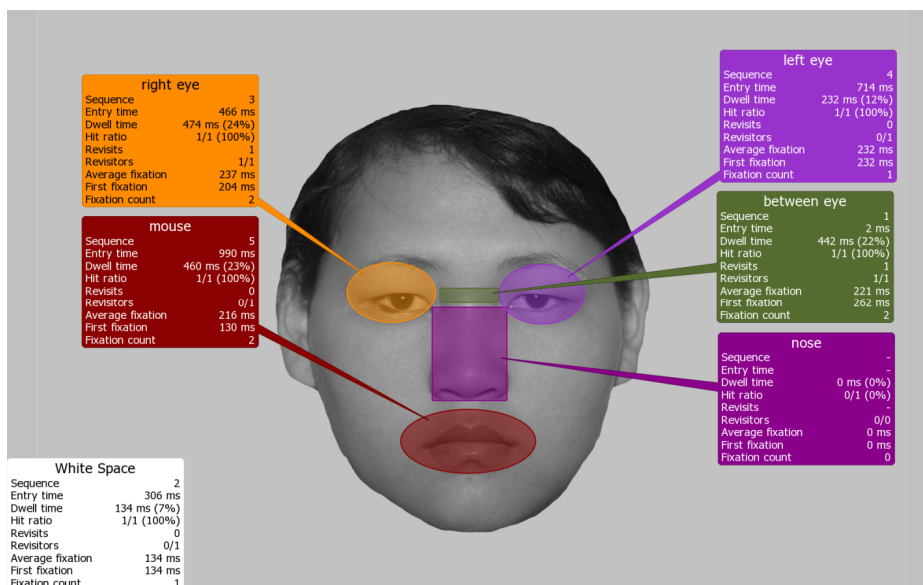 right eye
Sequence 3
Entry time 466 ms
Dwell time 474 ms (24%)
Hit ratio 1/1 (100%)
Revisits 1
Revisitors 1/1
Average fixation 237 ms
First fixation 204 ms
Fixation count 2
mouse
Sequence 5
Entry time 990 ms
Dwell time 460 ms (23%)
Hit ratio 1/1 (100%)
Revisits 0
Revisitors 0/1
Average fixation 216 ms
First fixation 130 ms
Fixation count 2
White Space
Sequence 2
Entry time 306 ms
Dwell time 134 ms (7%)
Hit ratio 1/1 (100%)
Revisits 0
Revisitors 0/1
Average fixation 134 ms
First fixation 134 ms
Fixation count 1
left eye
Sequence 4
Entry time 714 ms
Dwell time 232 ms (12%)
Hit ratio 1/1 (100%)
Revisits 0
Revisitors 0/1
Average fixation 232 ms
First fixation 232 ms
Fixation count 1
between eye
Sequence 1
Entry time 2 ms
Dwell time 442 ms (22%)
Hit ratio 1/1 (100%)
Revisits 1
Revisitors 1/1
Average fixation 221 ms
First fixation 262 ms
Fixation count 2
nose
Sequence -
Entry time -
Dwell time 0 ms (0%)
Hit ratio 0/1 (0%)
Revisits -
Revisitors 0/0
Average fixation 0 ms
First fixation 0 ms
Fixation count 0